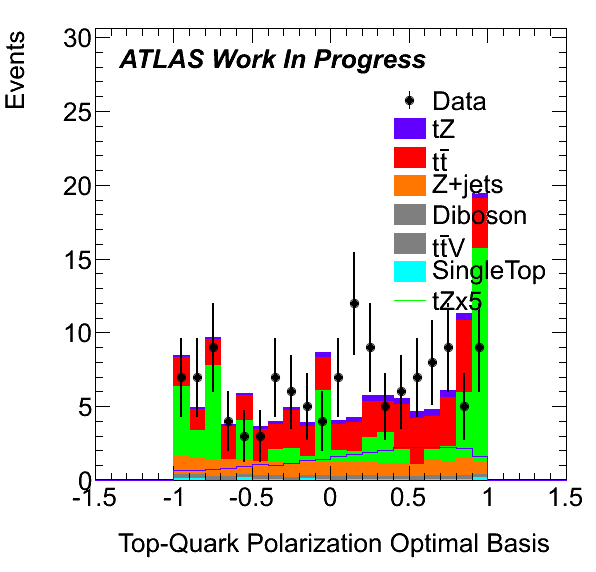 Events
ATLAS Work In Progress
30
25
20
15
10
5
0
Data
tZ
tt̄
Z+jets
Diboson
tt̄V
SingleTop
tZx5
-1.5 -1 -0.5 0 0.5 1 1.5
Top-Quark Polarization Optimal Basis